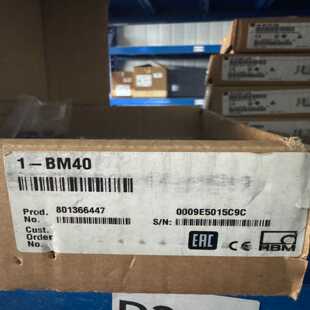 1-BM40
Prod. No. 801366447
0009E5015C9C
S/N:
Cust. Order No.
EAC CE HBM